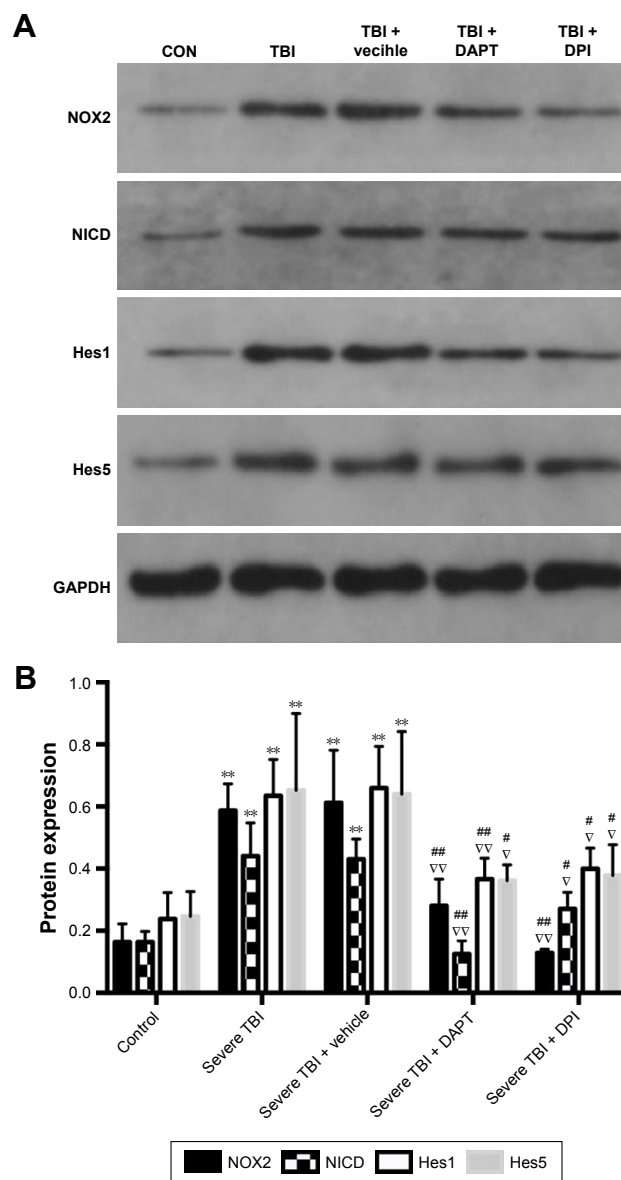 A
CON TBI TBI + vecihle TBI + DAPT TBI + DPI
NOX2
NICD
Hes1
Hes5
GAPDH
B
Protein expression
1.0
0.8
0.6
0.4
0.2
0.0
** ** ** **
** ** ** **
## ∇∇ ## ∇∇ ## ∇∇ # ∇
## ∇∇ # ∇ # ∇ # ∇
Control Severe TBI Severe TBI + vehicle Severe TBI + DAPT Severe TBI + DPI
NOX2 NICD Hes1 Hes5